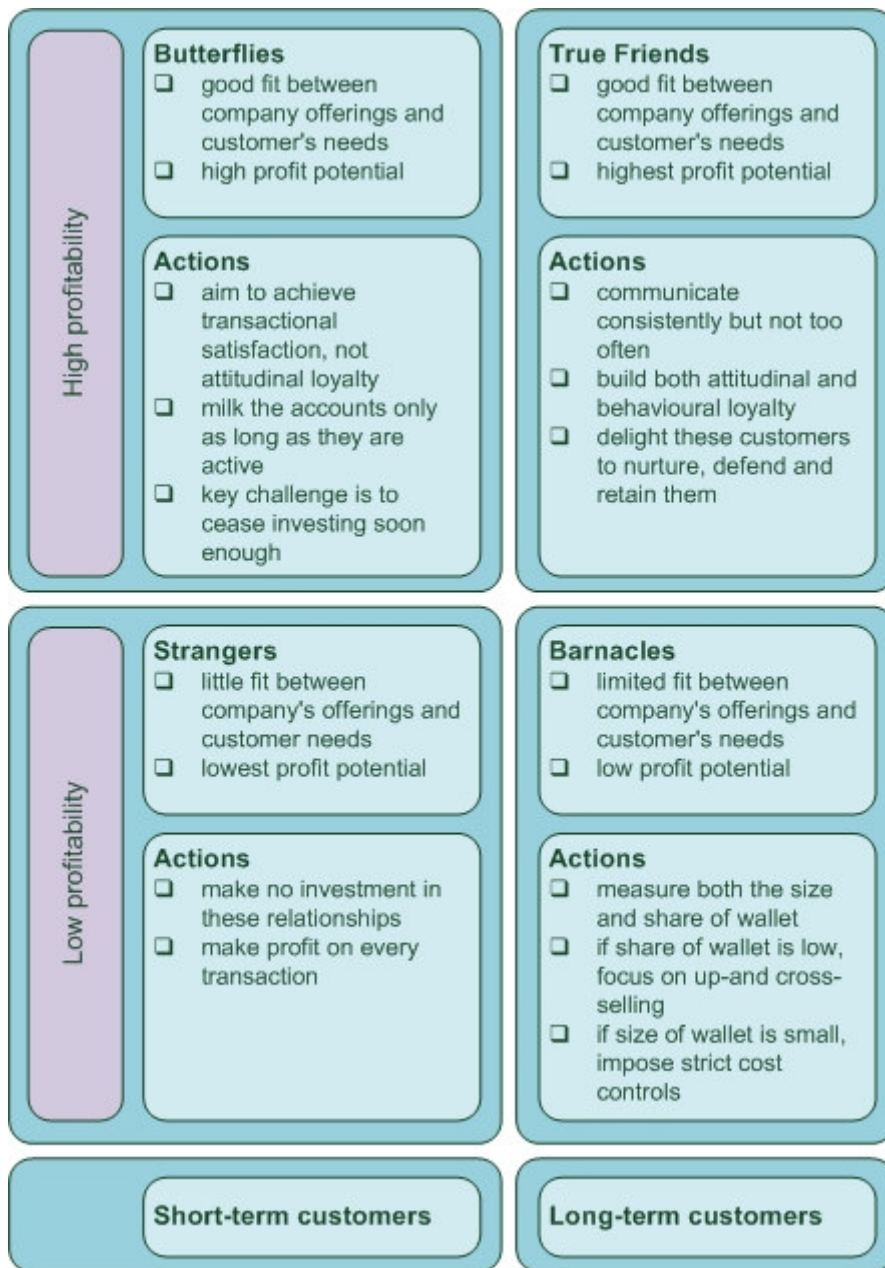 High profitability
Butterflies
❑ good fit between
company offerings and
customer's needs
❑ high profit potential
Actions
❑ aim to achieve
transactional
satisfaction, not
attitudinal loyalty
❑ milk the accounts only
as long as they are
active
❑ key challenge is to
cease investing soon
enough
True Friends
❑ good fit between
company offerings and
customer's needs
❑ highest profit potential
Actions
❑ communicate
consistently but not too
often
❑ build both attitudinal and
behavioural loyalty
❑ delight these customers
to nurture, defend and
retain them
Low profitability
Strangers
❑ little fit between
company's offerings and
customer needs
❑ lowest profit potential
Actions
❑ make no investment in
these relationships
❑ make profit on every
transaction
Barnacles
❑ limited fit between
company's offerings and
customer's needs
❑ low profit potential
Actions
❑ measure both the size
and share of wallet
❑ if share of wallet is low,
focus on up-and cross-
selling
❑ if size of wallet is small,
impose strict cost
controls
Short-term customers
Long-term customers